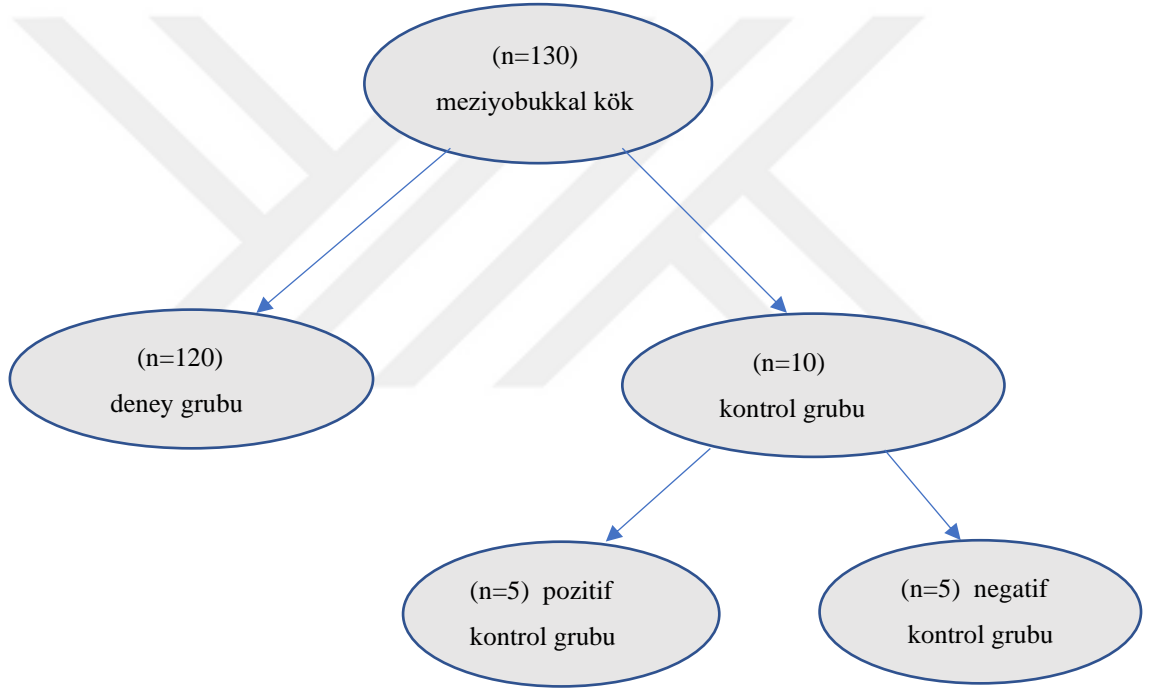 (n=130)
meziyobukkal kök
(n=120)
deney grubu
(n=10)
kontrol grubu
(n=5) pozitif
kontrol grubu
(n=5) negatif
kontrol grubu